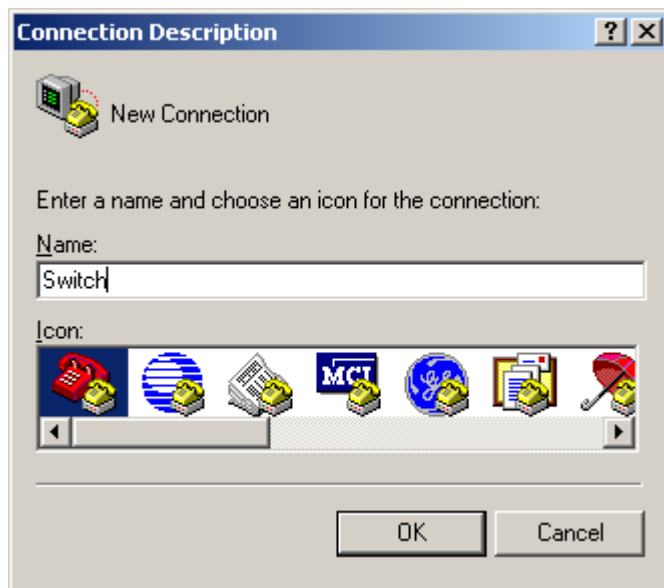 Connection Description
New Connection
Enter a name and choose an icon for the connection:
Name:
Switch
Icon:
MCI
OK
Cancel